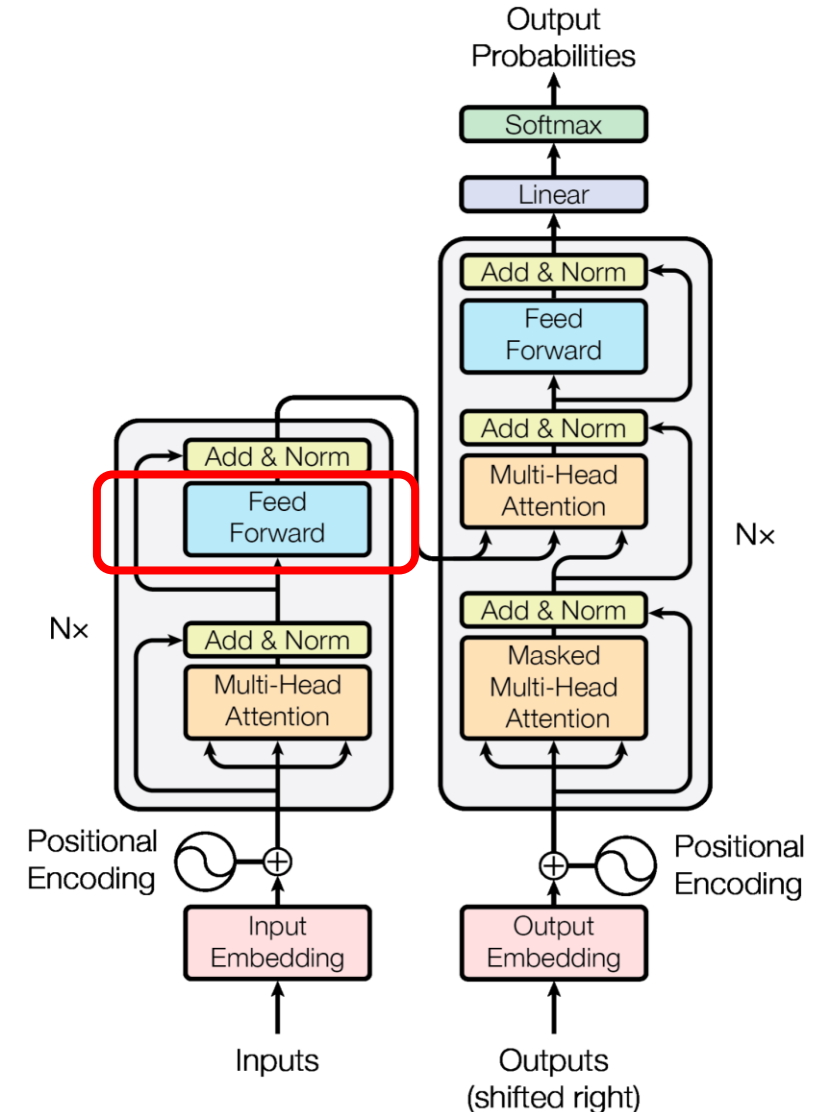 Output
Probabilities
Softmax
Linear
Add & Norm
Feed
Forward
Add & Norm
Multi-Head
Attention
Nx
Add & Norm
Masked
Multi-Head
Attention
Add & Norm
Feed
Forward
Nx
Add & Norm
Multi-Head
Attention
Positional
Encoding
Positional
Encoding
Input
Embedding
Output
Embedding
Inputs
Outputs
(shifted right)